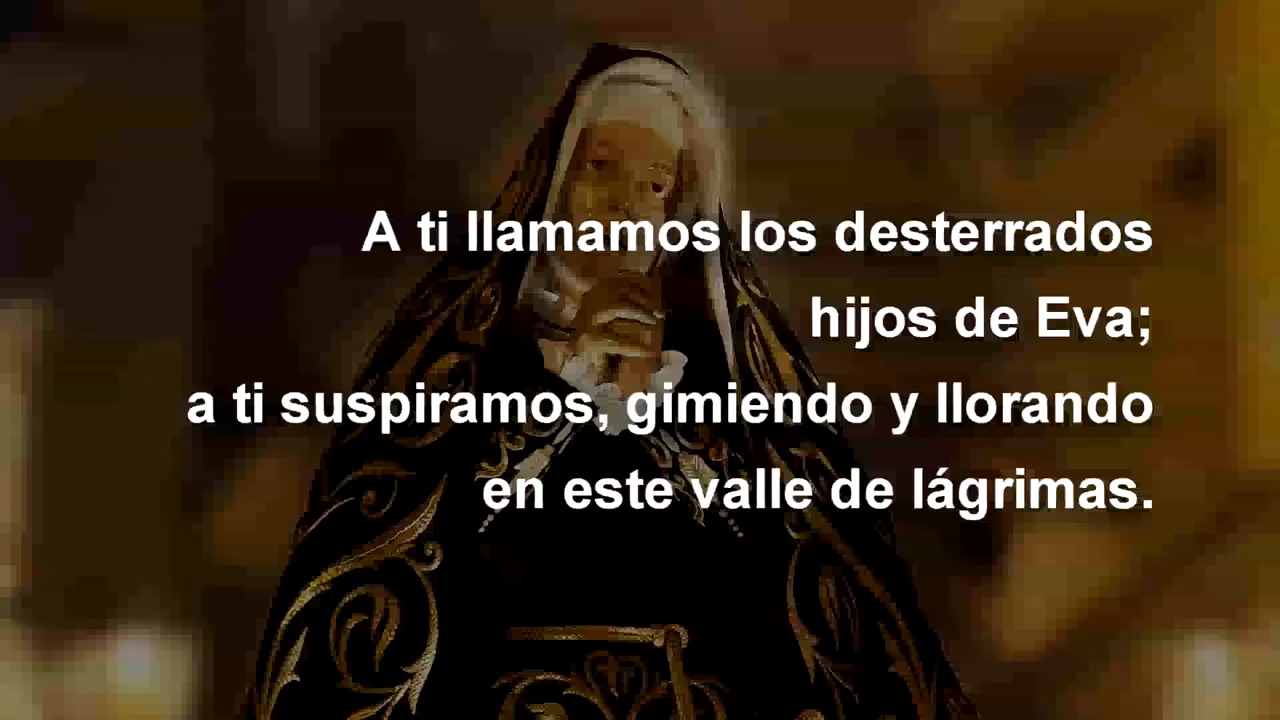 A ti llamamos los desterrados
hijos de Eva;
a ti suspiramos, gimiendo y llorando
en este valle de lágrimas.